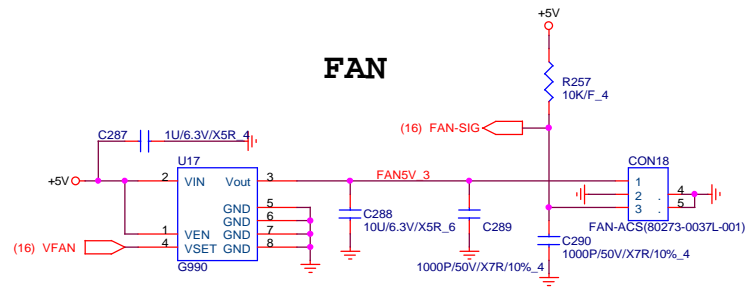 +5V
FAN
R257
10K/F_4
(16) FAN-SIG
C287
1U/6.3V/X5R_4
U17
CON18
+5V
2
VIN
Vout
3
FAN5V_3
1
2
3
4
.
5
.
GND
5
GND
6
1
VEN
GND
7
(16) VFAN
4
VSET
GND
8
G990
C288
10U/6.3V/X5R_6
C289
FAN-ACS(80273-0037L-001)
C290
1000P/50V/X7R/10%_4
1000P/50V/X7R/10%_4